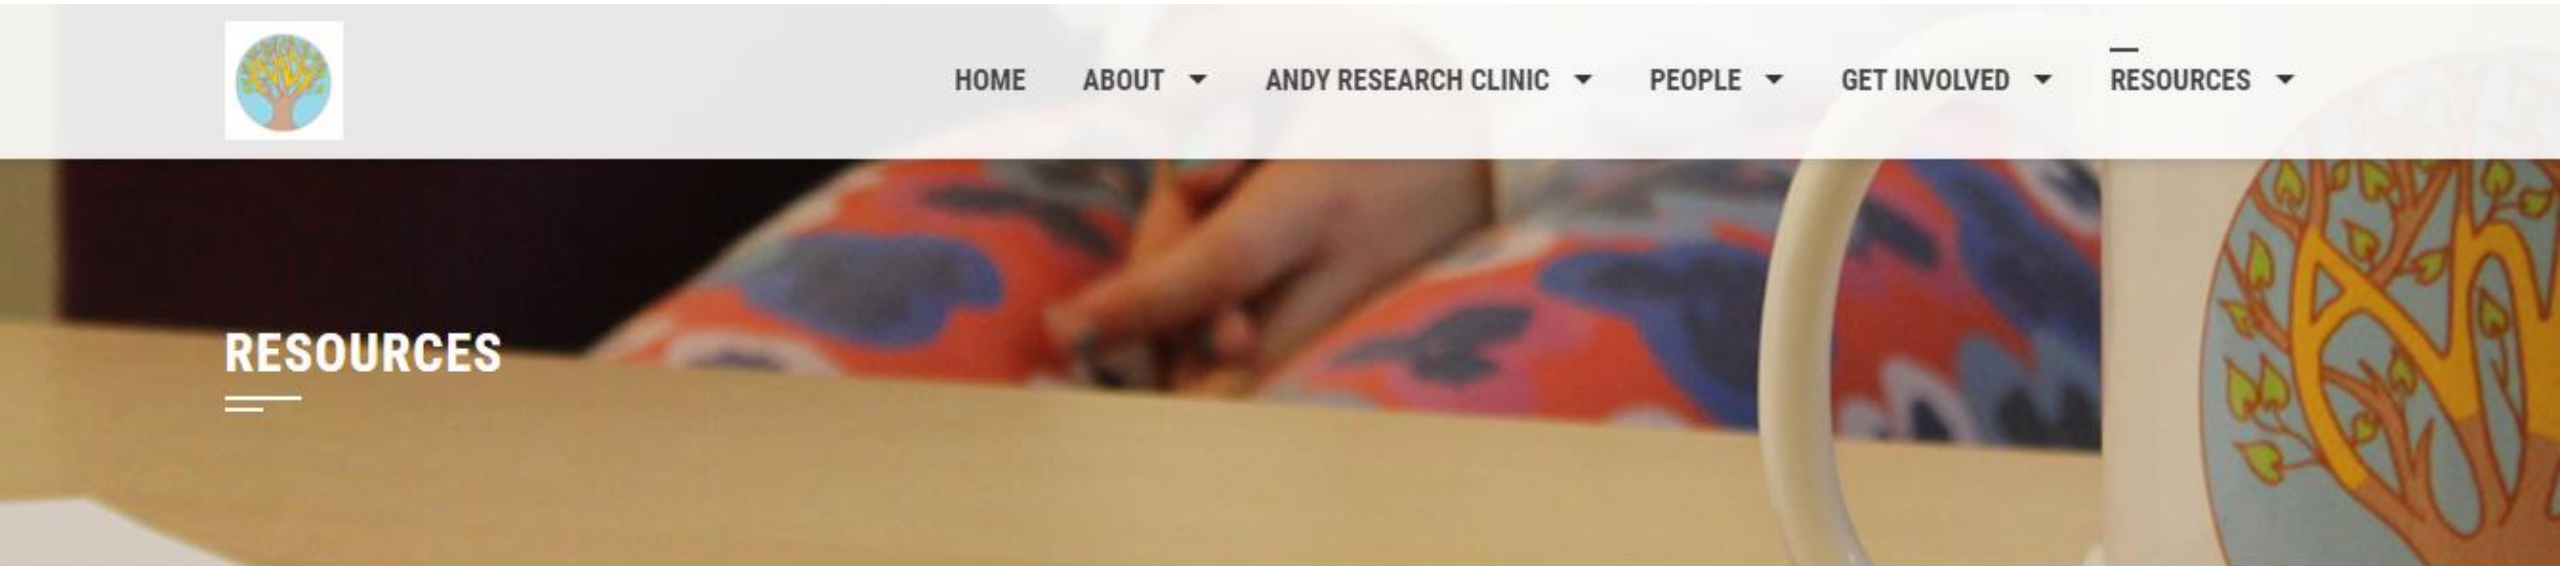 HOME ABOUT ANDY RESEARCH CLINIC PEOPLE GET INVOLVED RESOURCES
RESOURCES